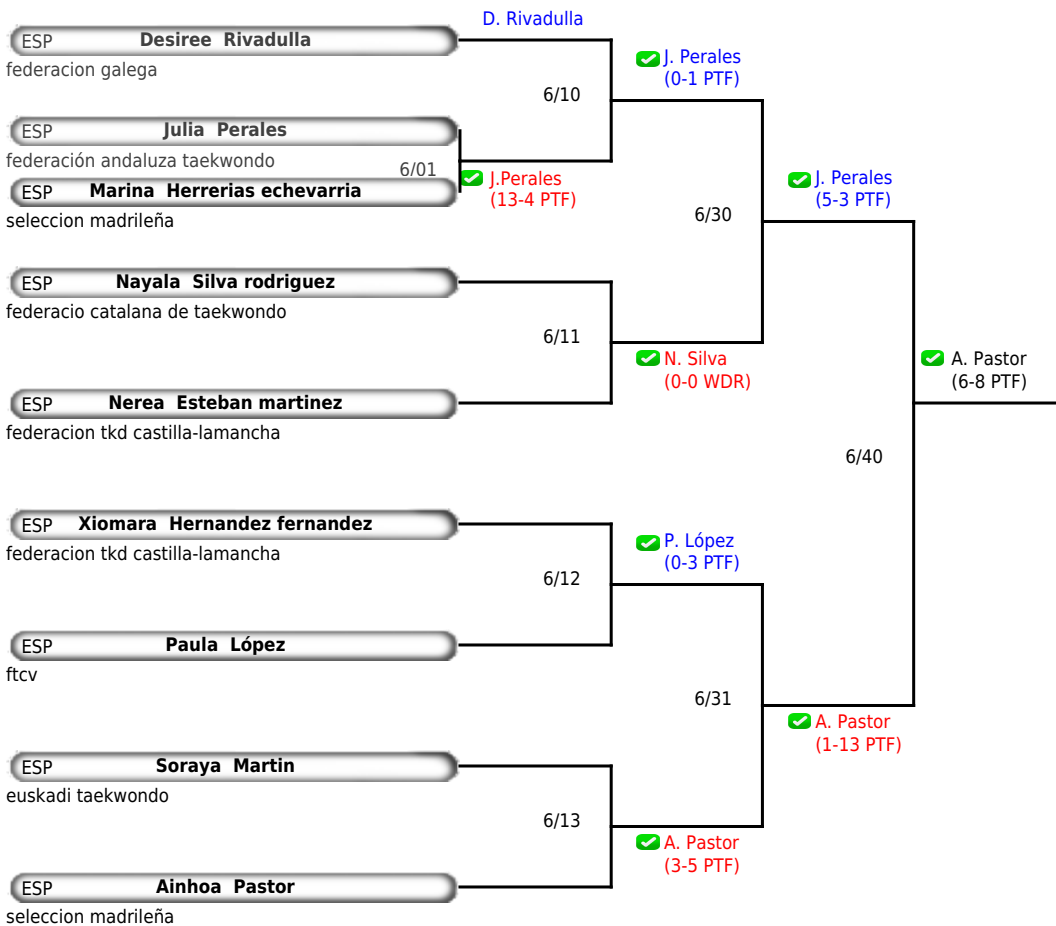 D. Rivadulla
ESP Desiree Rivadulla
federacion galega
J. Perales
(0-1 PTF)
6/10
ESP Julia Perales
federación andaluza taekwondo
6/01
J.Perales
(13-4 PTF)
ESP Marina Herrerias echevarria
seleccion madrileña
J. Perales
(5-3 PTF)
6/30
ESP Nayala Silva rodriguez
federacio catalana de taekwondo
6/11
N. Silva
(0-0 WDR)
A. Pastor
(6-8 PTF)
ESP Nerea Esteban martinez
federacion tkd castilla-lamancha
6/40
ESP Xiomara Hernandez fernandez
federacion tkd castilla-lamancha
P. López
(0-3 PTF)
6/12
ESP Paula López
ftcv
6/31
A. Pastor
(1-13 PTF)
ESP Soraya Martin
euskadi taekwondo
6/13
A. Pastor
(3-5 PTF)
ESP Ainhoa Pastor
seleccion madrileña